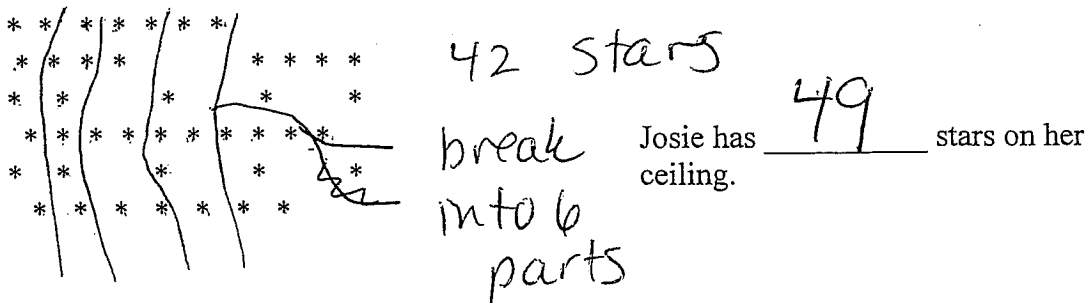 42 stars
break
into 6
parts
Josie has 49 stars on her
ceiling.